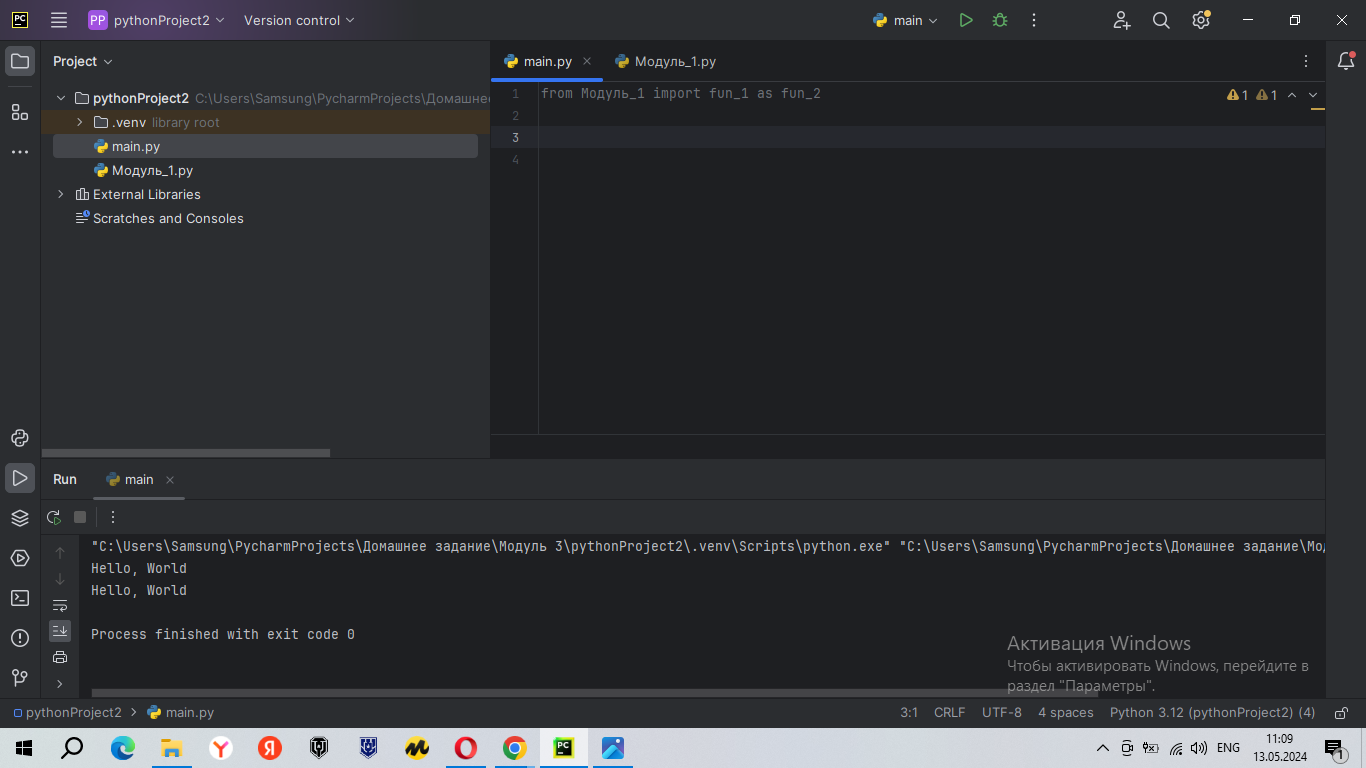 PC
PP pythonProject2
Version control
main
Project
main.py
Модуль_1.py
pythonProject2 C:\Users\Samsung\PycharmProjects\Домашнее
.venv library root
main.py
Модуль_1.py
External Libraries
Scratches and Consoles
1 from Модуль_1 import fun_1 as fun_2
1 1
2
3
4
Run
main
"C:\Users\Samsung\PycharmProjects\Домашнее задание\Модуль 3\pythonProject2\.venv\Scripts\python.exe" "C:\Users\Samsung\PycharmProjects\Домашнее задание\Мод
Hello, World
Hello, World
Process finished with exit code 0
Активация Windows
Чтобы активировать Windows, перейдите в
раздел "Параметры".
pythonProject2 > main.py
3:1 CRLF UTF-8 4 spaces Python 3.12 (pythonProject2) (4)
Y Я PC
ENG
11:09
13.05.2024
1